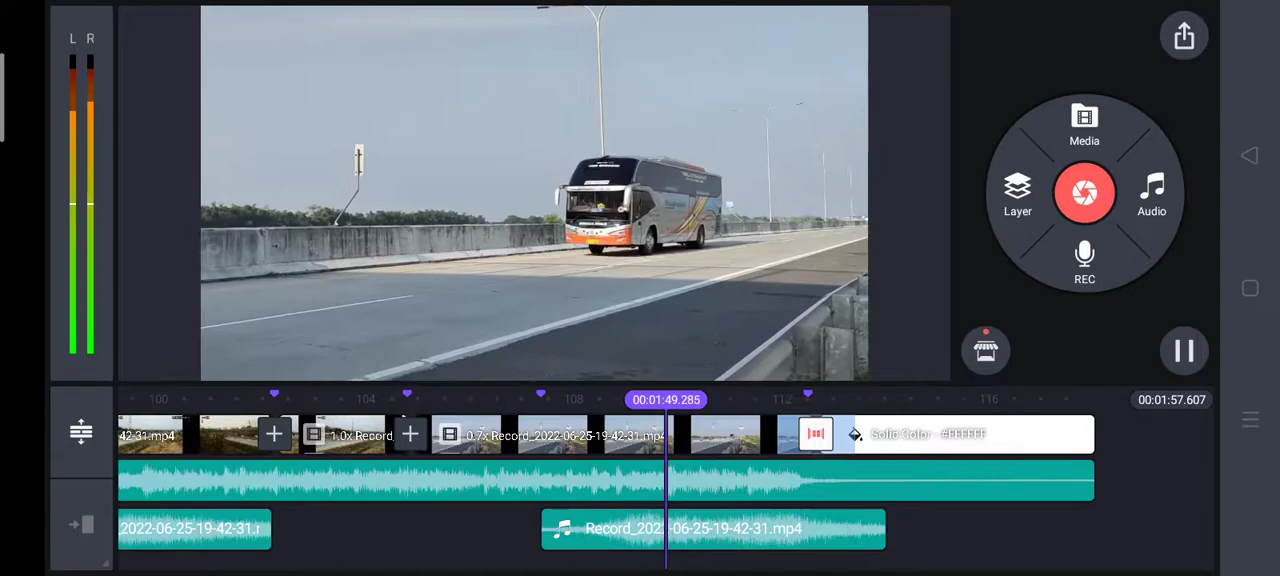 L R
Media
Layer
Audio
REC
100
104
108
00:01:49.285
112
116
00:01:57.607
42-31.mp4
1.0x Record
0.7x Record_2022-06-25-19-42-31.mp4
Solid Color - #FFFFFF
2022-06-25-19-42-31.r
Record_2022-06-25-19-42-31.mp4